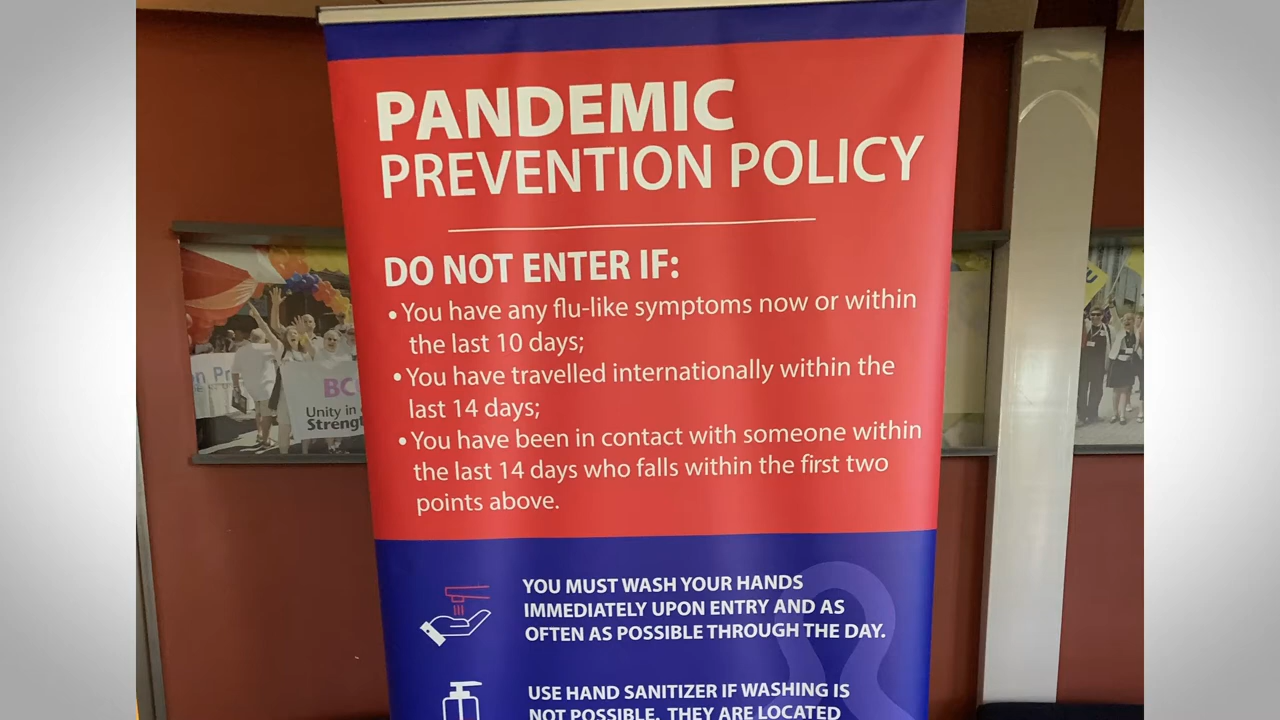 PANDEMIC
PREVENTION POLICY
DO NOT ENTER IF:
• You have any flu-like symptoms now or within
the last 10 days;
• You have travelled internationally within the
last 14 days;
• You have been in contact with someone within
the last 14 days who falls within the first two
points above.
YOU MUST WASH YOUR HANDS
IMMEDIATELY UPON ENTRY AND AS
OFTEN AS POSSIBLE THROUGH THE DAY.
USE HAND SANITIZER IF WASHING IS
NOT POSSIBLE. THEY ARE LOCATED
BC
Unity in